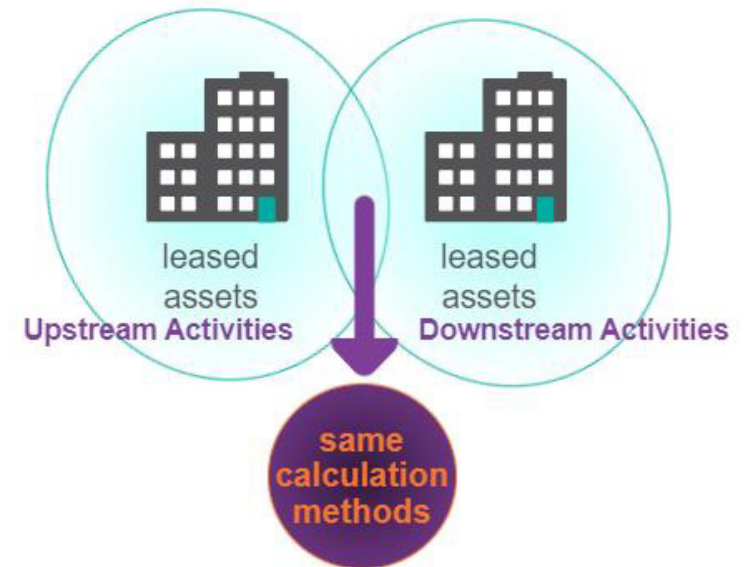 leased
assets
Upstream Activities
leased
assets
Downstream Activities
same
calculation
methods